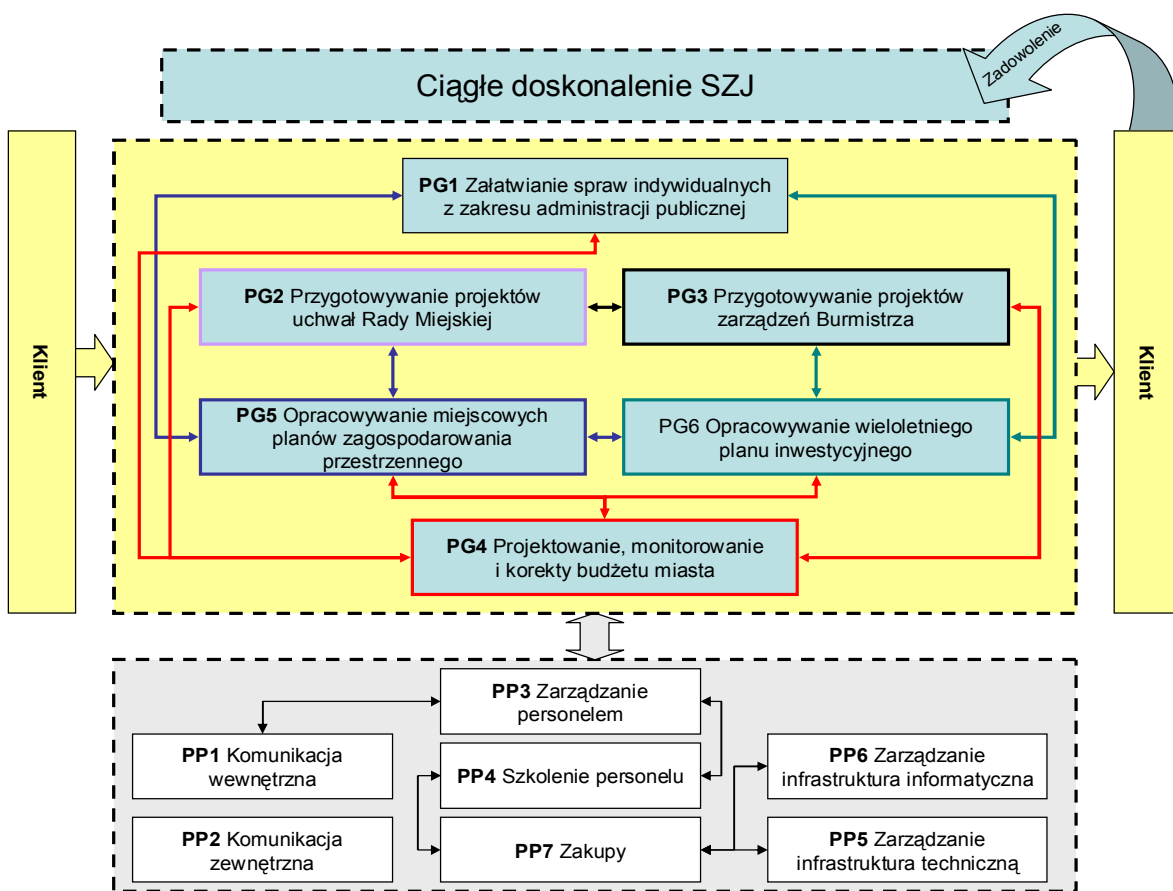 Zadowolenie
Ciągłe doskonalenie SZJ
Klient
PG1 Załatwianie spraw indywidualnych
z zakresu administracji publicznej
PG2 Przygotowywanie projektów
uchwał Rady Miejskiej
PG3 Przygotowywanie projektów
zarządzeń Burmistrza
PG5 Opracowywanie miejscowych
planów zagospodarowania
przestrzennego
PG6 Opracowywanie wieloletniego
planu inwestycyjnego
PG4 Projektowanie, monitorowanie
i korekty budżetu miasta
Klient
PP3 Zarządzanie
personelem
PP1 Komunikacja
wewnętrzna
PP4 Szkolenie personelu
PP6 Zarządzanie
infrastruktura informatyczna
PP2 Komunikacja
zewnętrzna
PP7 Zakupy
PP5 Zarządzanie
infrastruktura techniczną